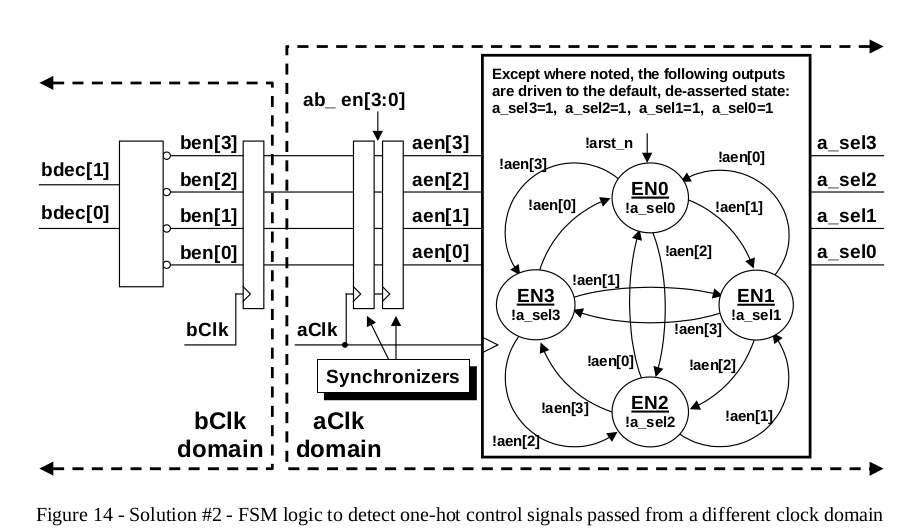 Except where noted, the following outputs
are driven to the default, de-asserted state:
a_sel3=1, a_sel2=1, a_sel1=1, a_sel0=1
ab_ en[3:0]
!arst_n
bdec[1]
bdec[0]
ben[3]
ben[2]
ben[1]
ben[0]
aen[3]
aen[2]
aen[1]
aen[0]
a_sel3
a_sel2
a_sel1
a_sel0
!aen[3]
!aen[0]
EN0
!a_sel0
!aen[0]
!aen[1]
!aen[2]
!aen[1]
EN3
!a_sel3
EN1
!a_sel1
!aen[3]
!aen[0]
!aen[2]
EN2
!a_sel2
!aen[3]
!aen[1]
!aen[2]
bClk
aClk
Synchronizers
bClk
domain
aClk
domain
Figure 14 - Solution #2 - FSM logic to detect one-hot control signals passed from a different clock domain